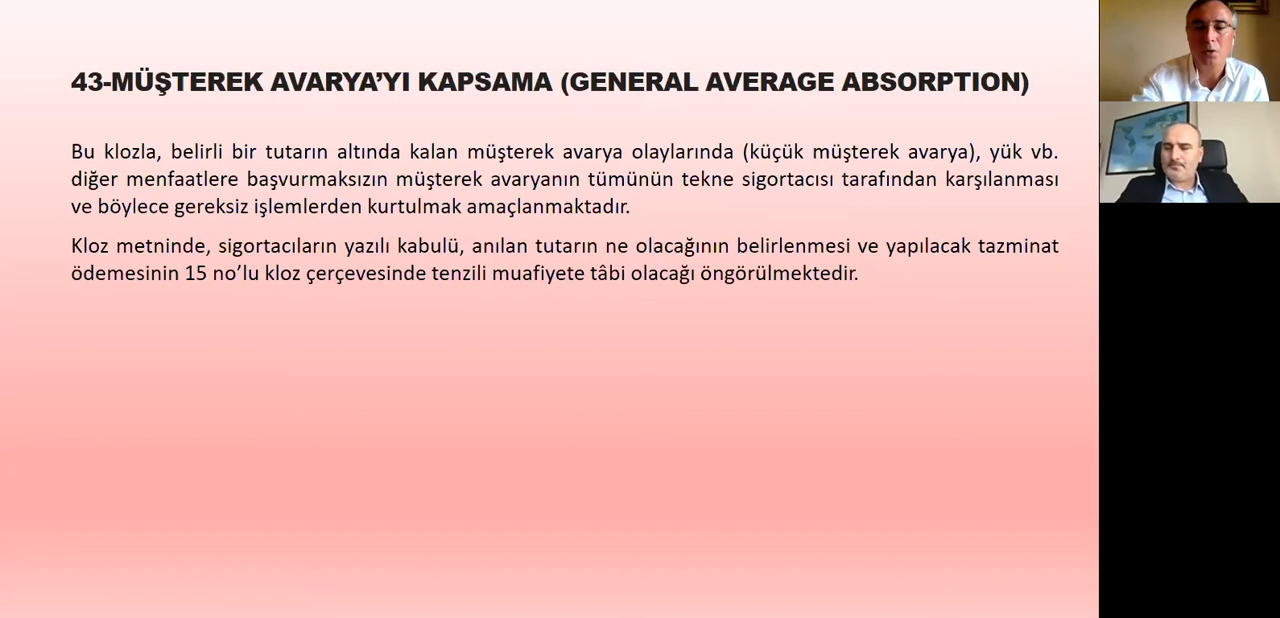 43-MÜŞTEREK AVARYA’YI KAPSAMA (GENERAL AVERAGE ABSORPTION)
Bu klozla, belirli bir tutarın altında kalan müşterek avarya olaylarında (küçük müşterek avarya), yük vb.
diğer menfaatlere başvurmaksızın müşterek avaryanın tümünün tekne sigortacısı tarafından karşılanması
ve böylece gereksiz işlemlerden kurtulmak amaçlanmaktadır.
Kloz metninde, sigortacıların yazılı kabulü, anılan tutarın ne olacağının belirlenmesi ve yapılacak tazminat
ödemesinin 15 no’lu kloz çerçevesinde tenzili muafiyete tâbi olacağı öngörülmektedir.